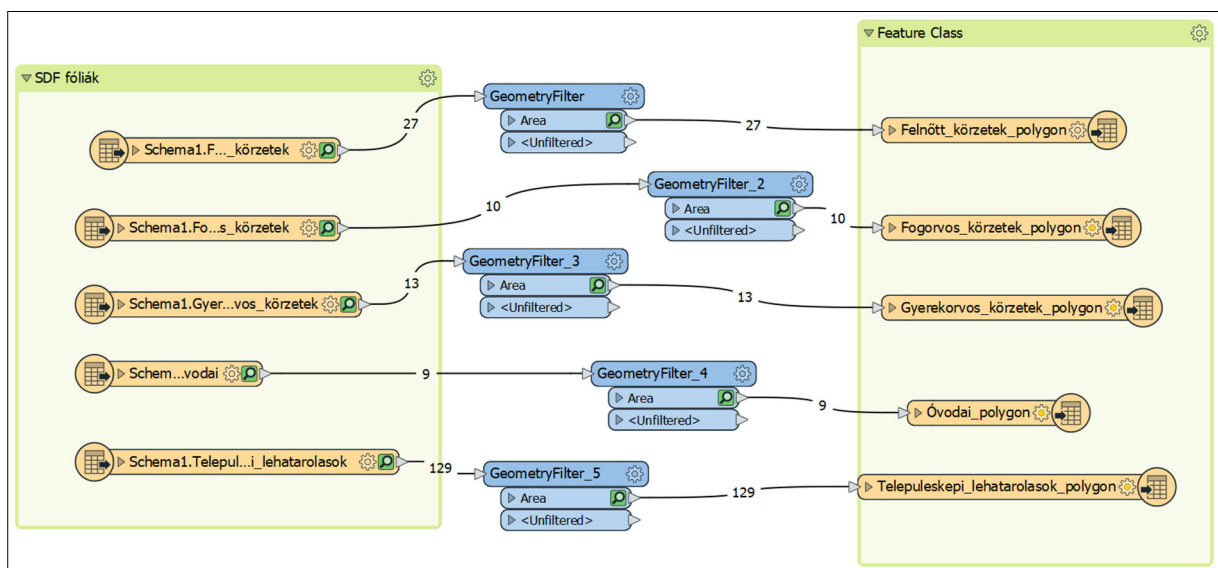 SDF fóliák
Schema1.F..._körzetek
27
GeometryFilter
Area
<Unfiltered>
27
Schema1.Fo...s_körzetek
10
GeometryFilter_2
Area
<Unfiltered>
10
Schema1.Gyer...vos_körzetek
13
GeometryFilter_3
Area
<Unfiltered>
13
Schem...vodai
9
GeometryFilter_4
Area
<Unfiltered>
9
Schema1.Telepul...i_lehatarolasok
129
GeometryFilter_5
Area
<Unfiltered>
129
Feature Class
Felnőtt_körzetek_polygon
Fogorvos_körzetek_polygon
Gyerekorvos_körzetek_polygon
Óvodai_polygon
Telepuleskepi_lehatarolasok_polygon